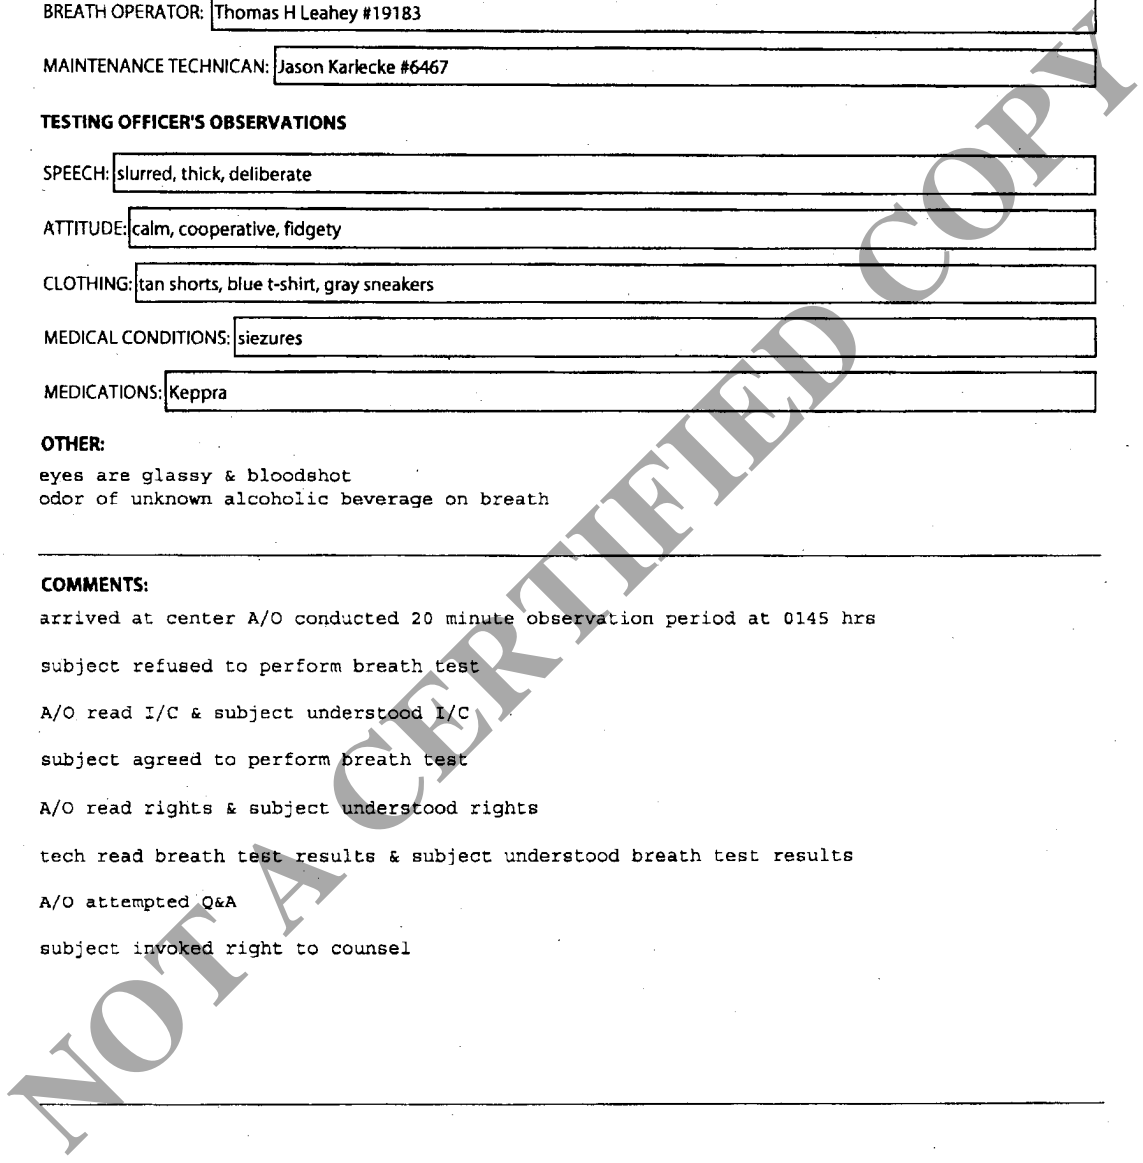 BREATH OPERATOR: Thomas H Leahey #19183
MAINTENANCE TECHNICAN: Jason Karlecke #6467
TESTING OFFICER'S OBSERVATIONS
SPEECH: slurred, thick, deliberate
ATTITUDE: calm, cooperative, fidgety
CLOTHING: tan shorts, blue t-shirt, gray sneakers
MEDICAL CONDITIONS: siezures
MEDICATIONS: Keppra
OTHER:
eyes are glassy & bloodshot
odor of unknown alcoholic beverage on breath
COMMENTS:
arrived at center A/O conducted 20 minute observation period at 0145 hrs
subject refused to perform breath test
A/O read I/C & subject understood I/C
subject agreed to perform breath test
A/O read rights & subject understood rights
tech read breath test results & subject understood breath test results
A/O attempted Q&A
subject invoked right to counsel
NOT A CERTIFIED COPY